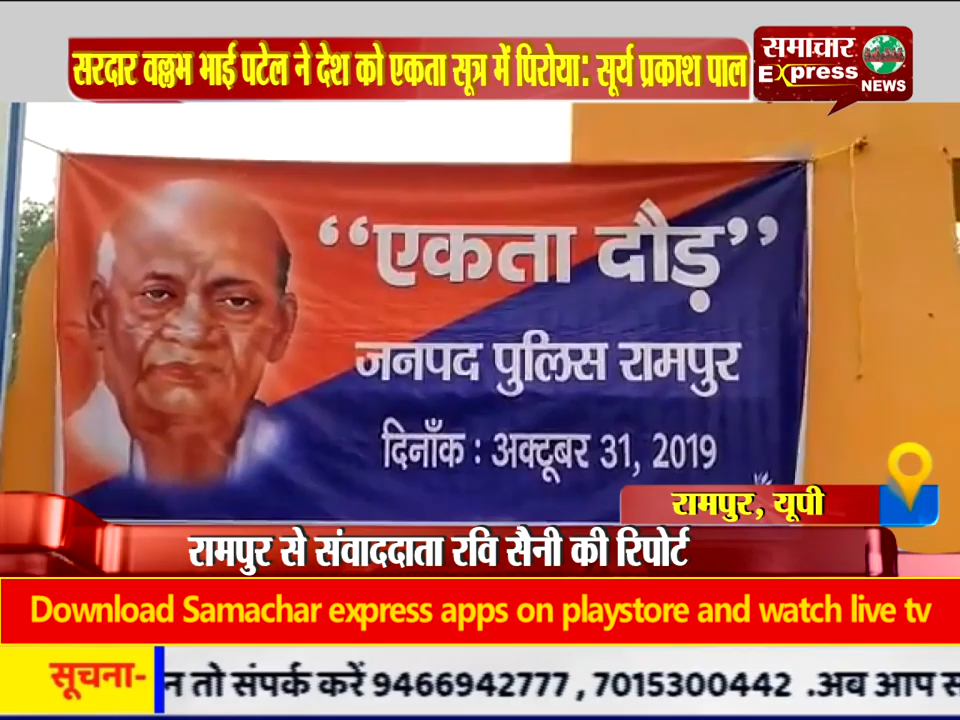 सरदार वल्लभ भाई पटेल ने देश को एकता सूत्र में पिरोया: सूर्य प्रकाश पाल
समाचार
Express
NEWS
“एकता दौड़”
जनपद पुलिस रामपुर
दिनाँक : अक्टूबर 31, 2019
रामपुर, यूपी
रामपुर से संवाददाता रवि सैनी की रिपोर्ट
Download Samachar express apps on playstore and watch live tv
सूचना- न तो संपर्क करें 9466942777 , 7015300442 .अब आप स